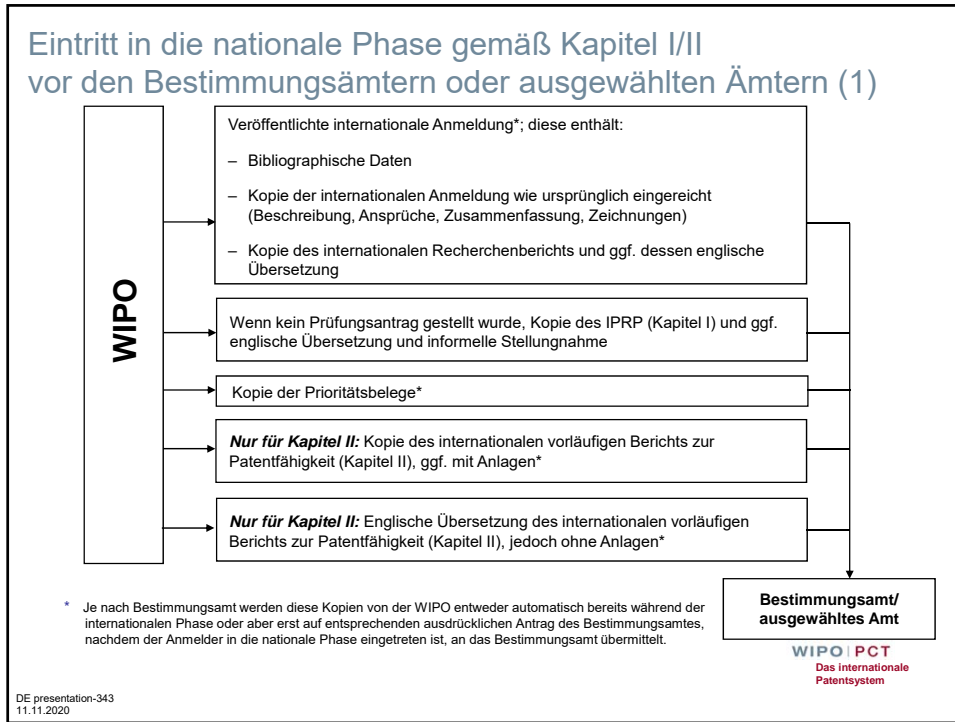 Eintritt in die nationale Phase gemäß Kapitel I/II
vor den Bestimmungsämtern oder ausgewählten Ämtern (1)
WIPO
Veröffentlichte internationale Anmeldung*; diese enthält:
– Bibliographische Daten
– Kopie der internationalen Anmeldung wie ursprünglich eingereicht
(Beschreibung, Ansprüche, Zusammenfassung, Zeichnungen)
– Kopie des internationalen Recherchenberichts und ggf. dessen englische
Übersetzung
Wenn kein Prüfungsantrag gestellt wurde, Kopie des IPRP (Kapitel I) und ggf.
englische Übersetzung und informelle Stellungnahme
Kopie der Prioritätsbelege*
Nur für Kapitel II: Kopie des internationalen vorläufigen Berichts zur
Patentfähigkeit (Kapitel II), ggf. mit Anlagen*
Nur für Kapitel II: Englische Übersetzung des internationalen vorläufigen
Berichts zur Patentfähigkeit (Kapitel II), jedoch ohne Anlagen*
* Je nach Bestimmungsamt werden diese Kopien von der WIPO entweder automatisch bereits während der
internationalen Phase oder aber erst auf entsprechenden ausdrücklichen Antrag des Bestimmungsamtes,
nachdem der Anmelder in die nationale Phase eingetreten ist, an das Bestimmungsamt übermittelt.
Bestimmungsamt/
ausgewähltes Amt
WIPO|PCT
Das internationale
Patentsystem
DE presentation-343
11.11.2020